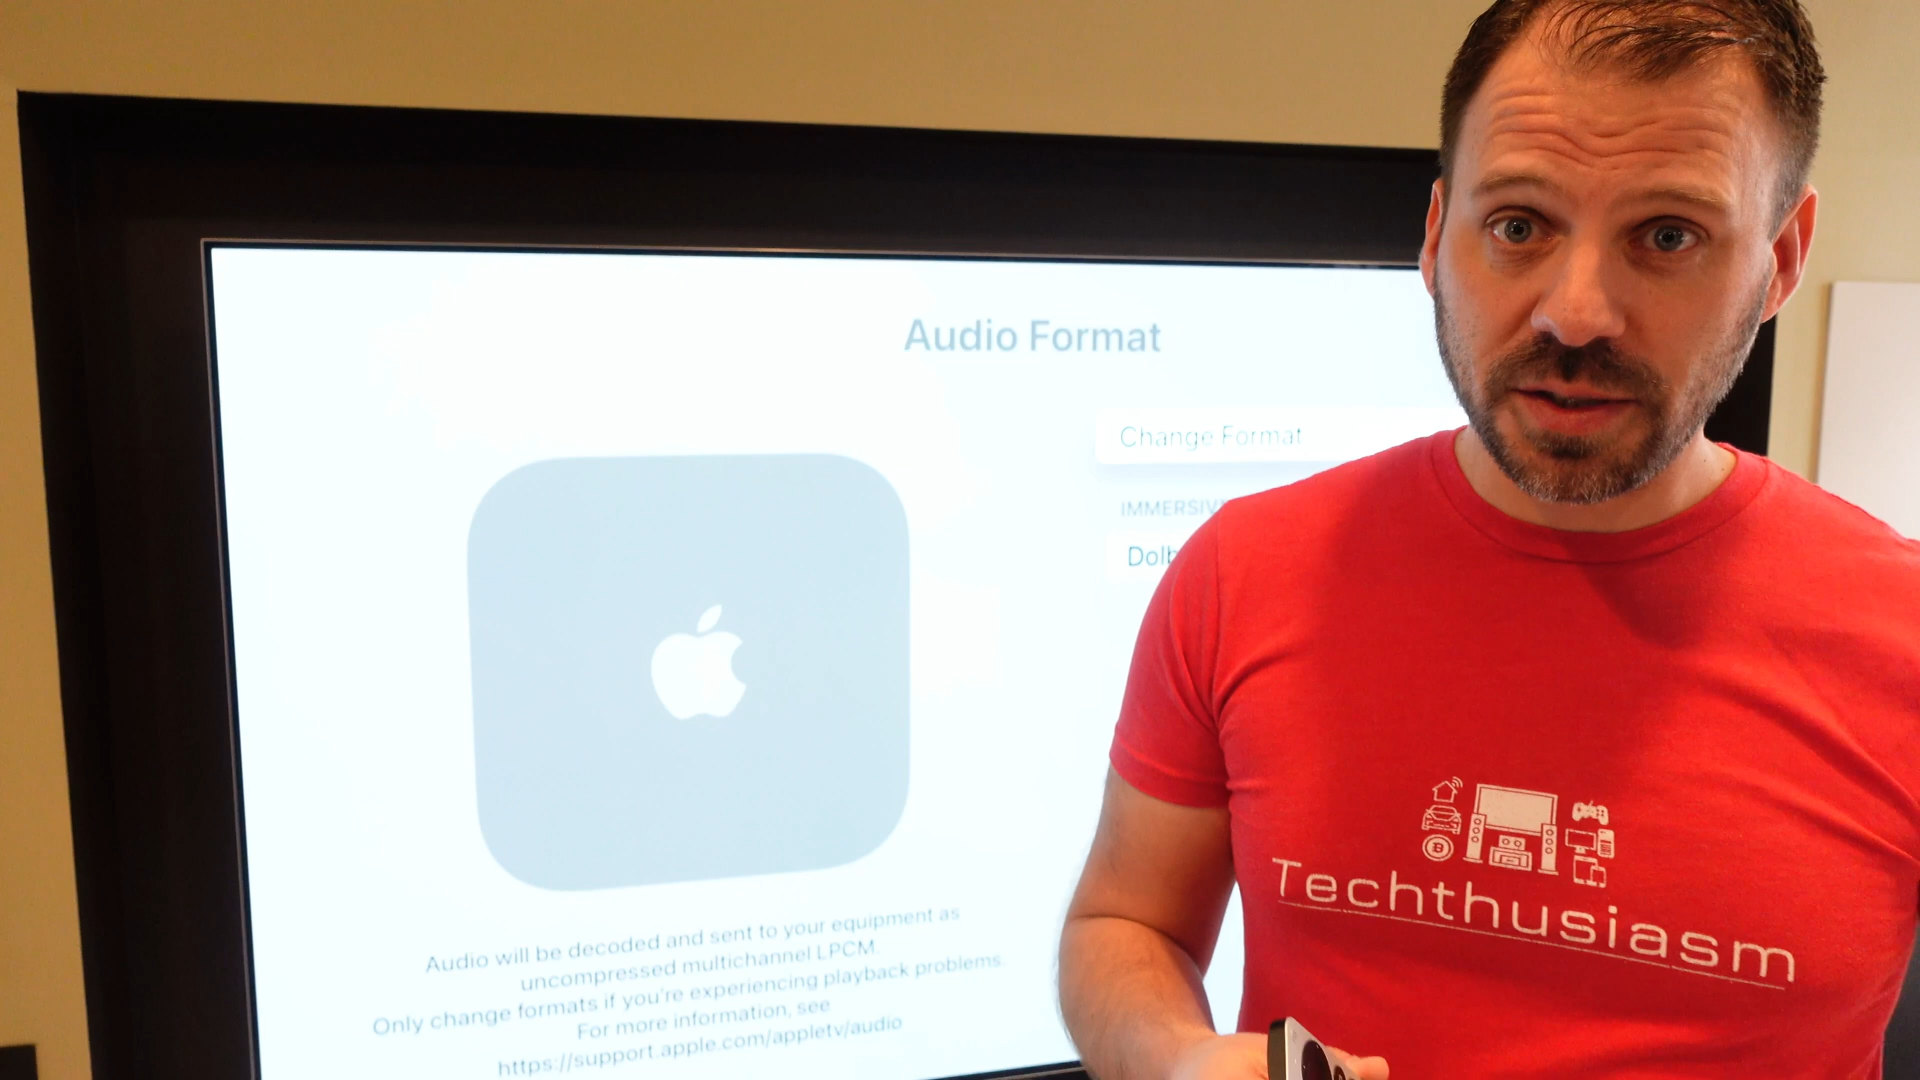 Audio Format
Change Format
IMMERSIV
Dolb
Audio will be decoded and sent to your equipment as
uncompressed multichannel LPCM.
Only change formats if you're experiencing playback problems.
For more information, see
https://support.apple.com/appletv/audio
Techthusiasm